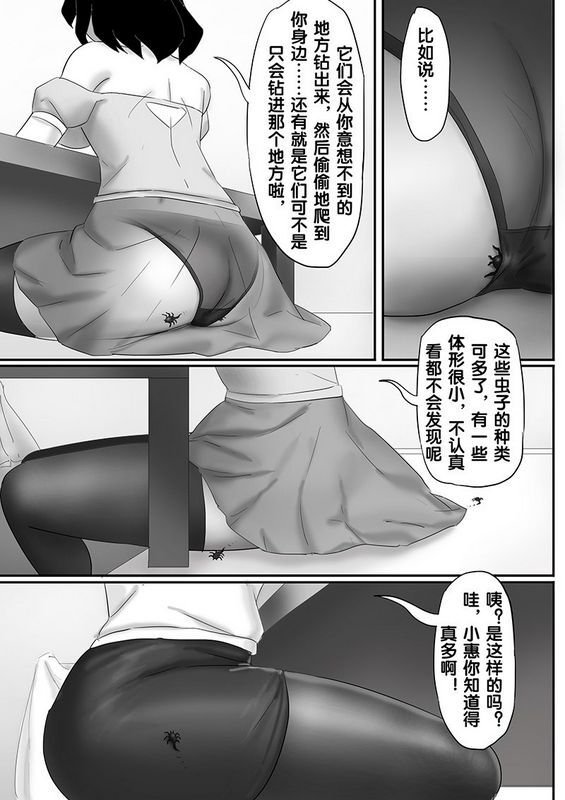 比如说……
它们会从你意想不到的
地方钻出来，然后偷偷地爬到
你身边……还有就是它们可不是
只会钻进那个地方啦，
这些虫子的种类
可多了，有一些
体形很小，不认真
看都不会发现呢
咦？是这样的吗？
哇，小惠你知道得
真多啊！